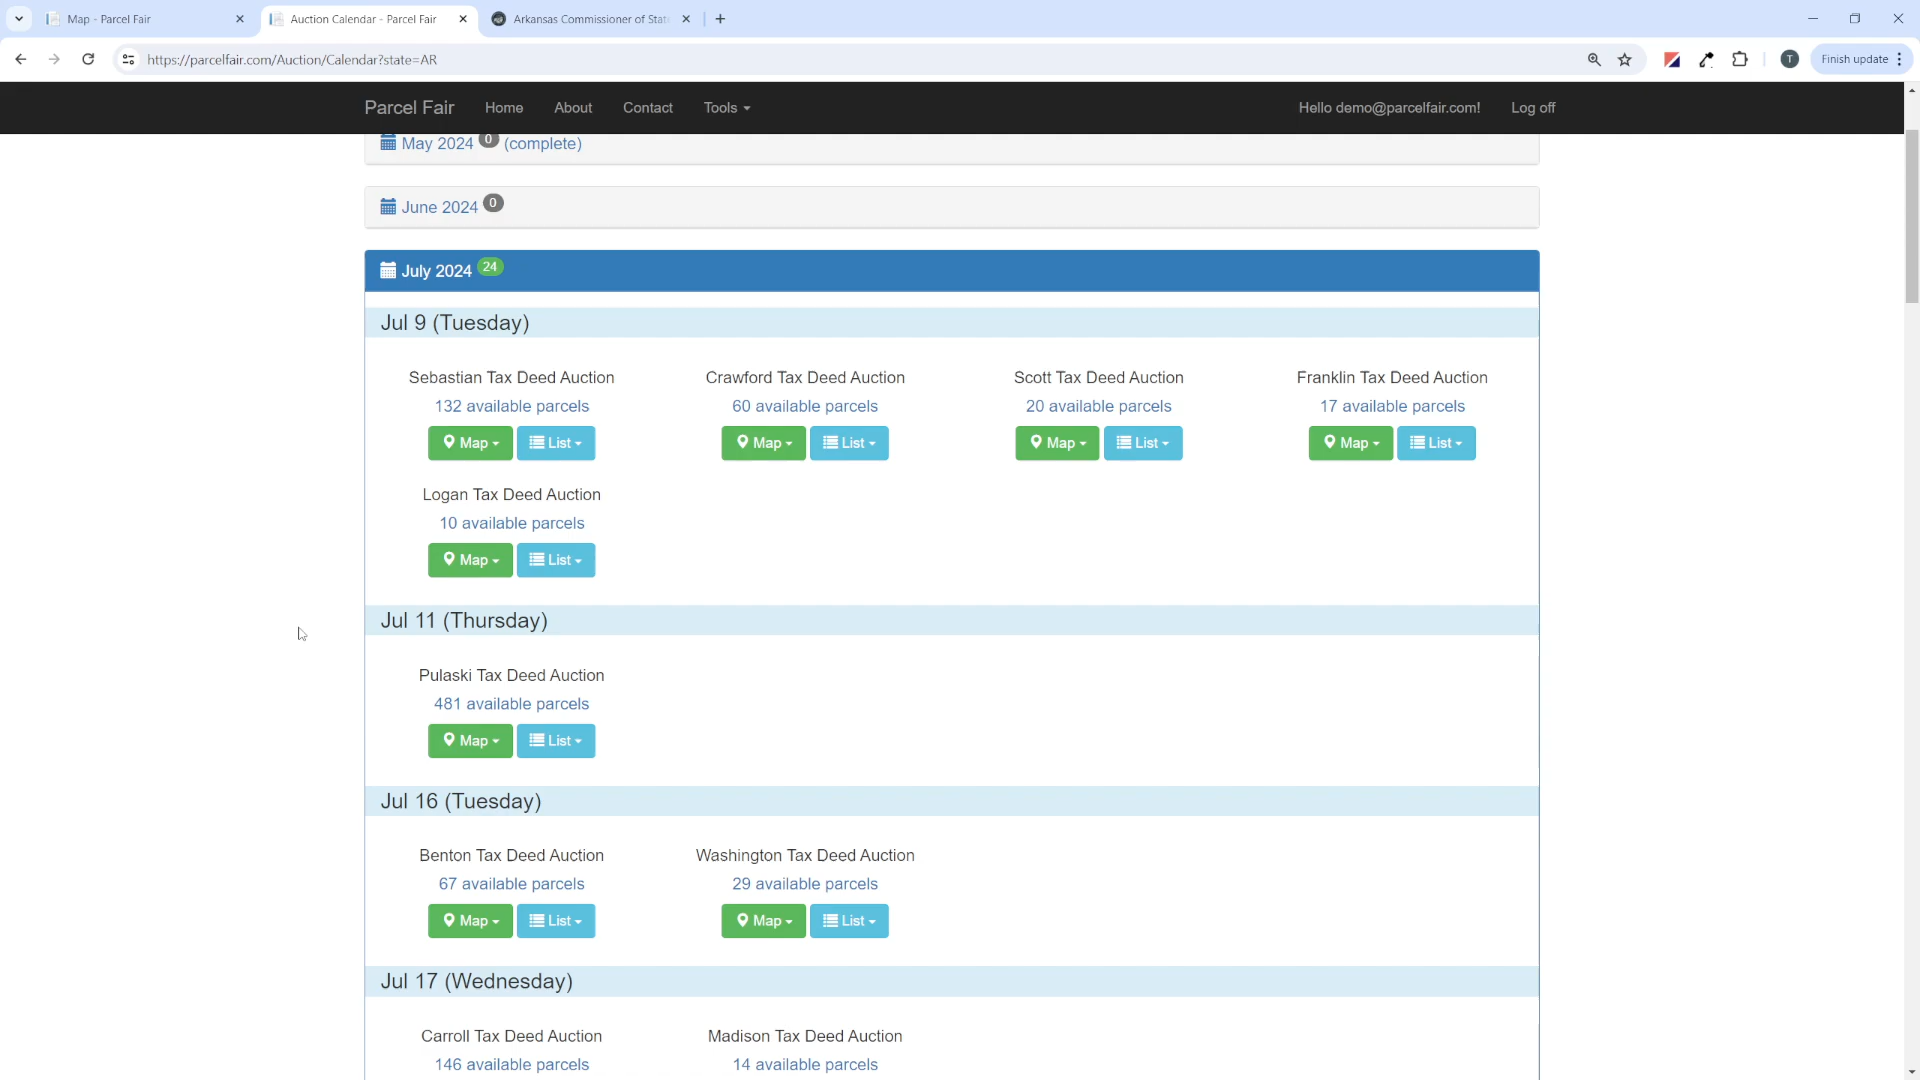 Map - Parcel Fair
Auction Calendar - Parcel Fair
Arkansas Commissioner of Stat
https://parcelfair.com/Auction/Calendar?state=AR
T
Finish update
Parcel Fair
Home
About
Contact
Tools
Hello demo@parcelfair.com!
Log off
May 2024 0 (complete)
June 2024 0
July 2024 24
Jul 9 (Tuesday)
Sebastian Tax Deed Auction
132 available parcels
Map List
Crawford Tax Deed Auction
60 available parcels
Map List
Scott Tax Deed Auction
20 available parcels
Map List
Franklin Tax Deed Auction
17 available parcels
Map List
Logan Tax Deed Auction
10 available parcels
Map List
Jul 11 (Thursday)
Pulaski Tax Deed Auction
481 available parcels
Map List
Jul 16 (Tuesday)
Benton Tax Deed Auction
67 available parcels
Map List
Washington Tax Deed Auction
29 available parcels
Map List
Jul 17 (Wednesday)
Carroll Tax Deed Auction
146 available parcels
Madison Tax Deed Auction
14 available parcels